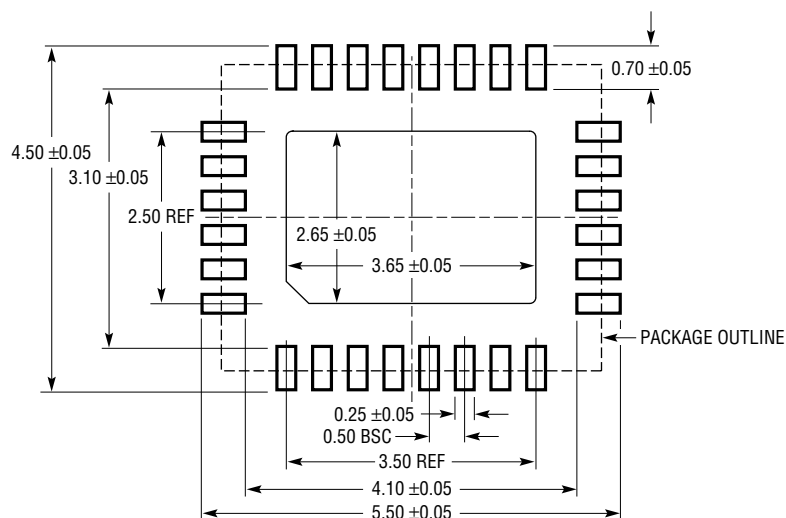 0.70 ±0.05
4.50 ±0.05
3.10 ±0.05
2.50 REF
2.65 ±0.05
3.65 ±0.05
PACKAGE OUTLINE
0.25 ±0.05
0.50 BSC
3.50 REF
4.10 ±0.05
5.50 ±0.05